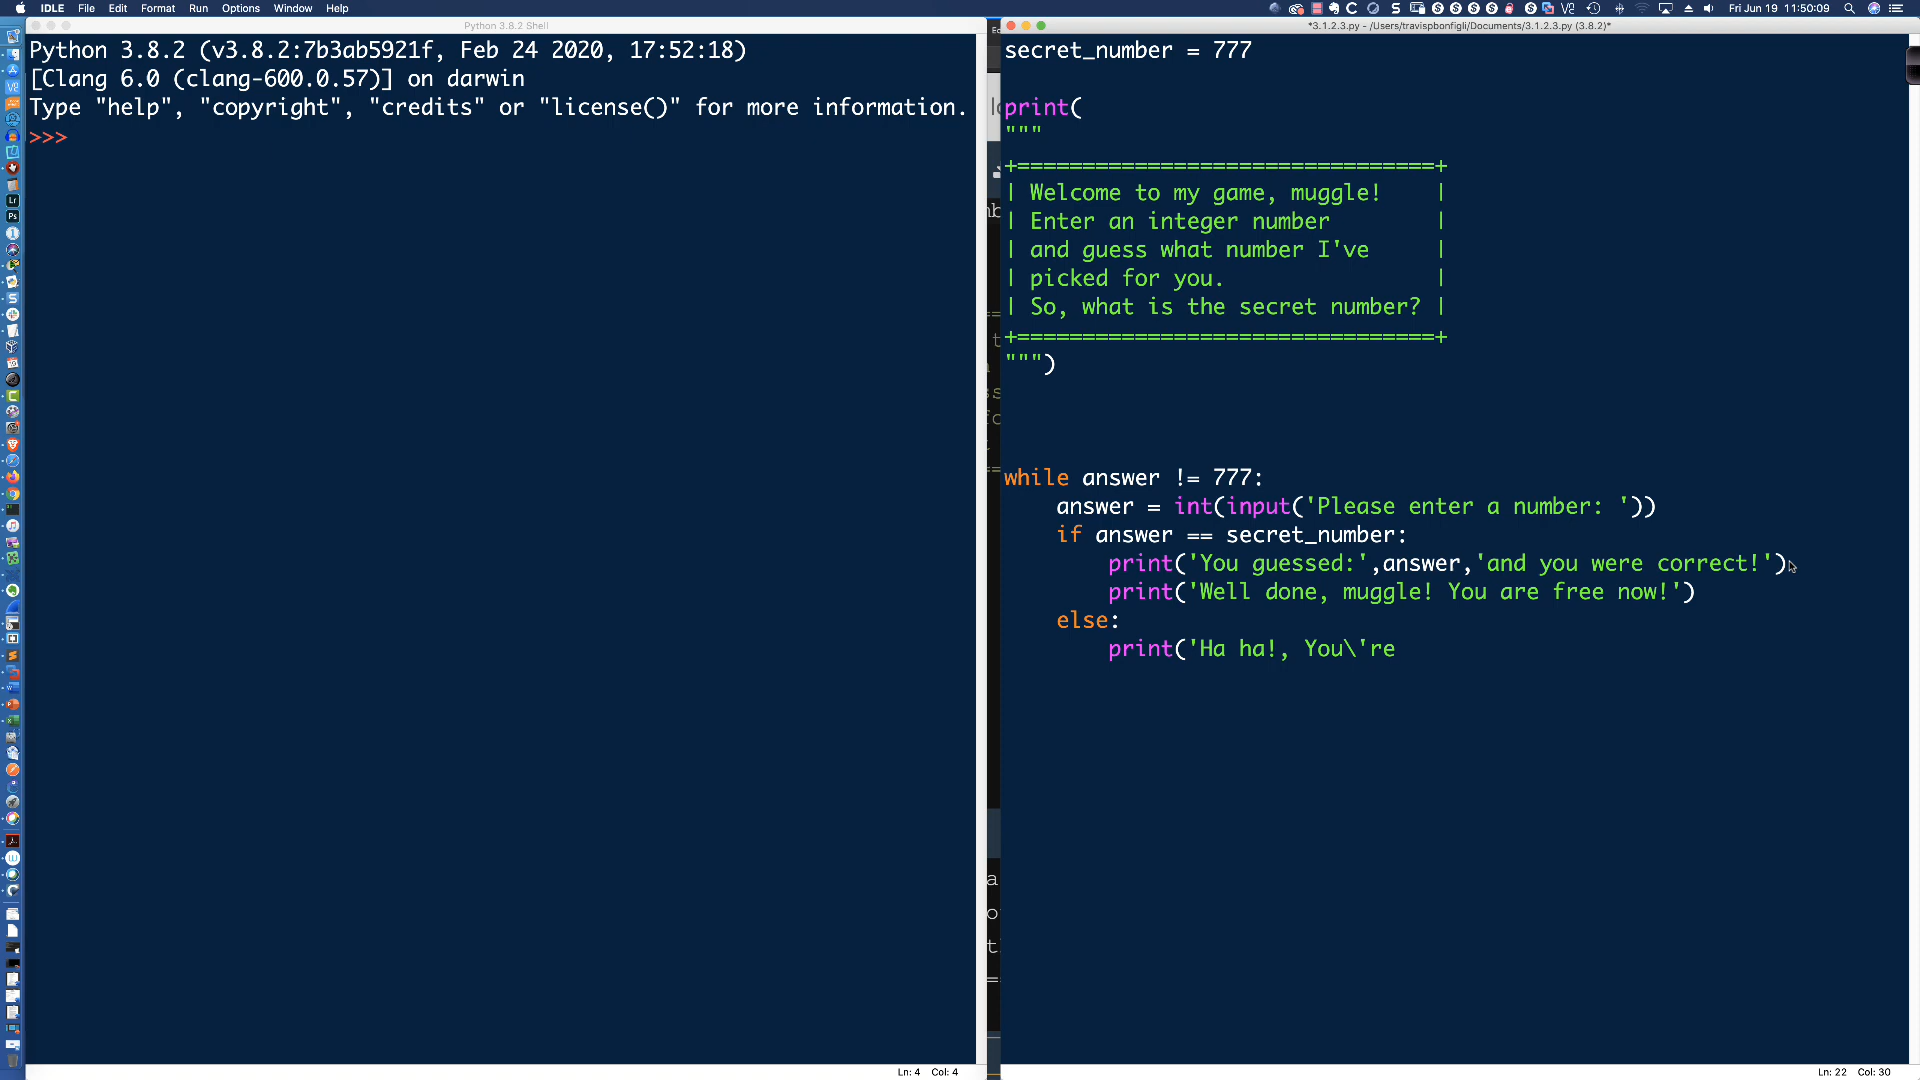 IDLE File Edit Format Run Options Window Help
Fri Jun 19 11:50:09
Python 3.8.2 Shell
Python 3.8.2 (v3.8.2:7b3ab5921f, Feb 24 2020, 17:52:18)
[Clang 6.0 (clang-600.0.57)] on darwin
Type "help", "copyright", "credits" or "license()" for more information.
>>>
Ln: 4 Col: 4
*3.1.2.3.py - /Users/travispbonfigli/Documents/3.1.2.3.py (3.8.2)*
secret_number = 777
print(
"""
+================================+
| Welcome to my game, muggle!     |
| Enter an integer number         |
| and guess what number I've      |
| picked for you.                 |
| So, what is the secret number? |
+================================+
""")
while answer != 777:
    answer = int(input('Please enter a number: '))
    if answer == secret_number:
        print('You guessed:',answer,'and you were correct!')
        print('Well done, muggle! You are free now!')
    else:
        print('Ha ha!, You\'re
Ln: 22 Col: 30